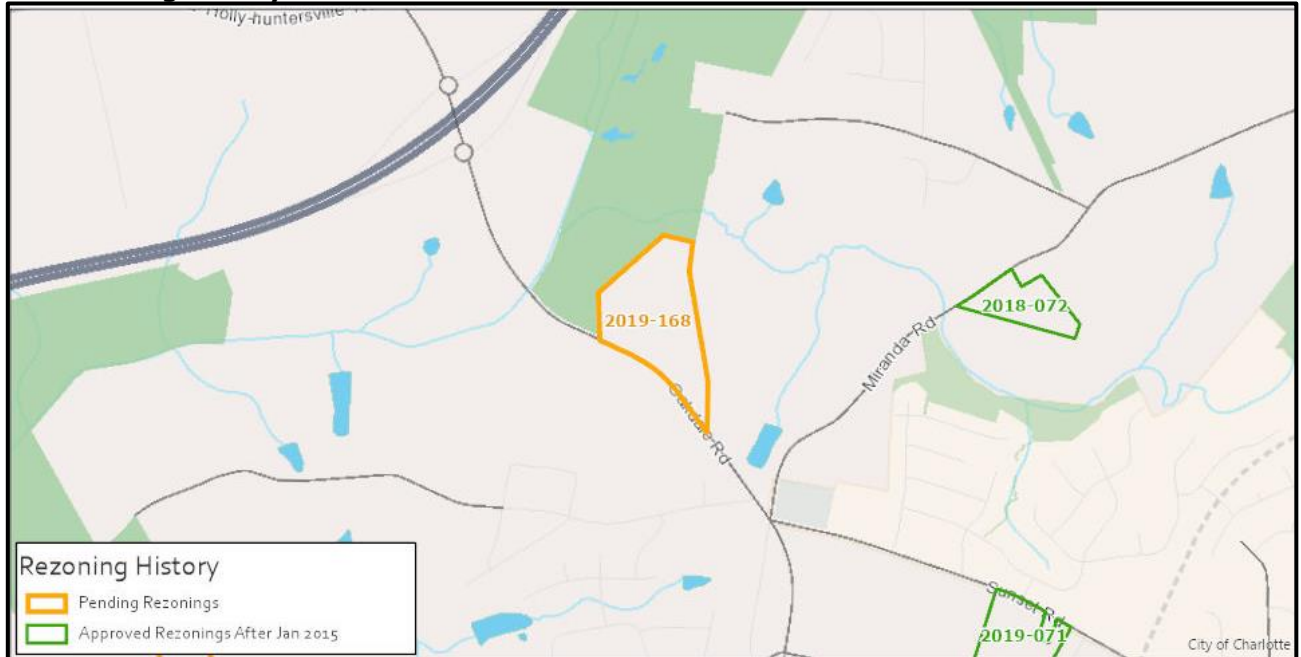 Holly-huntersville
2019-168
2018-072
Miranda-Rd
Oakdale Rd
Sunset Rd
2019-071
Rezoning History
Pending Rezonings
Approved Rezonings After Jan 2015
City of Charlotte